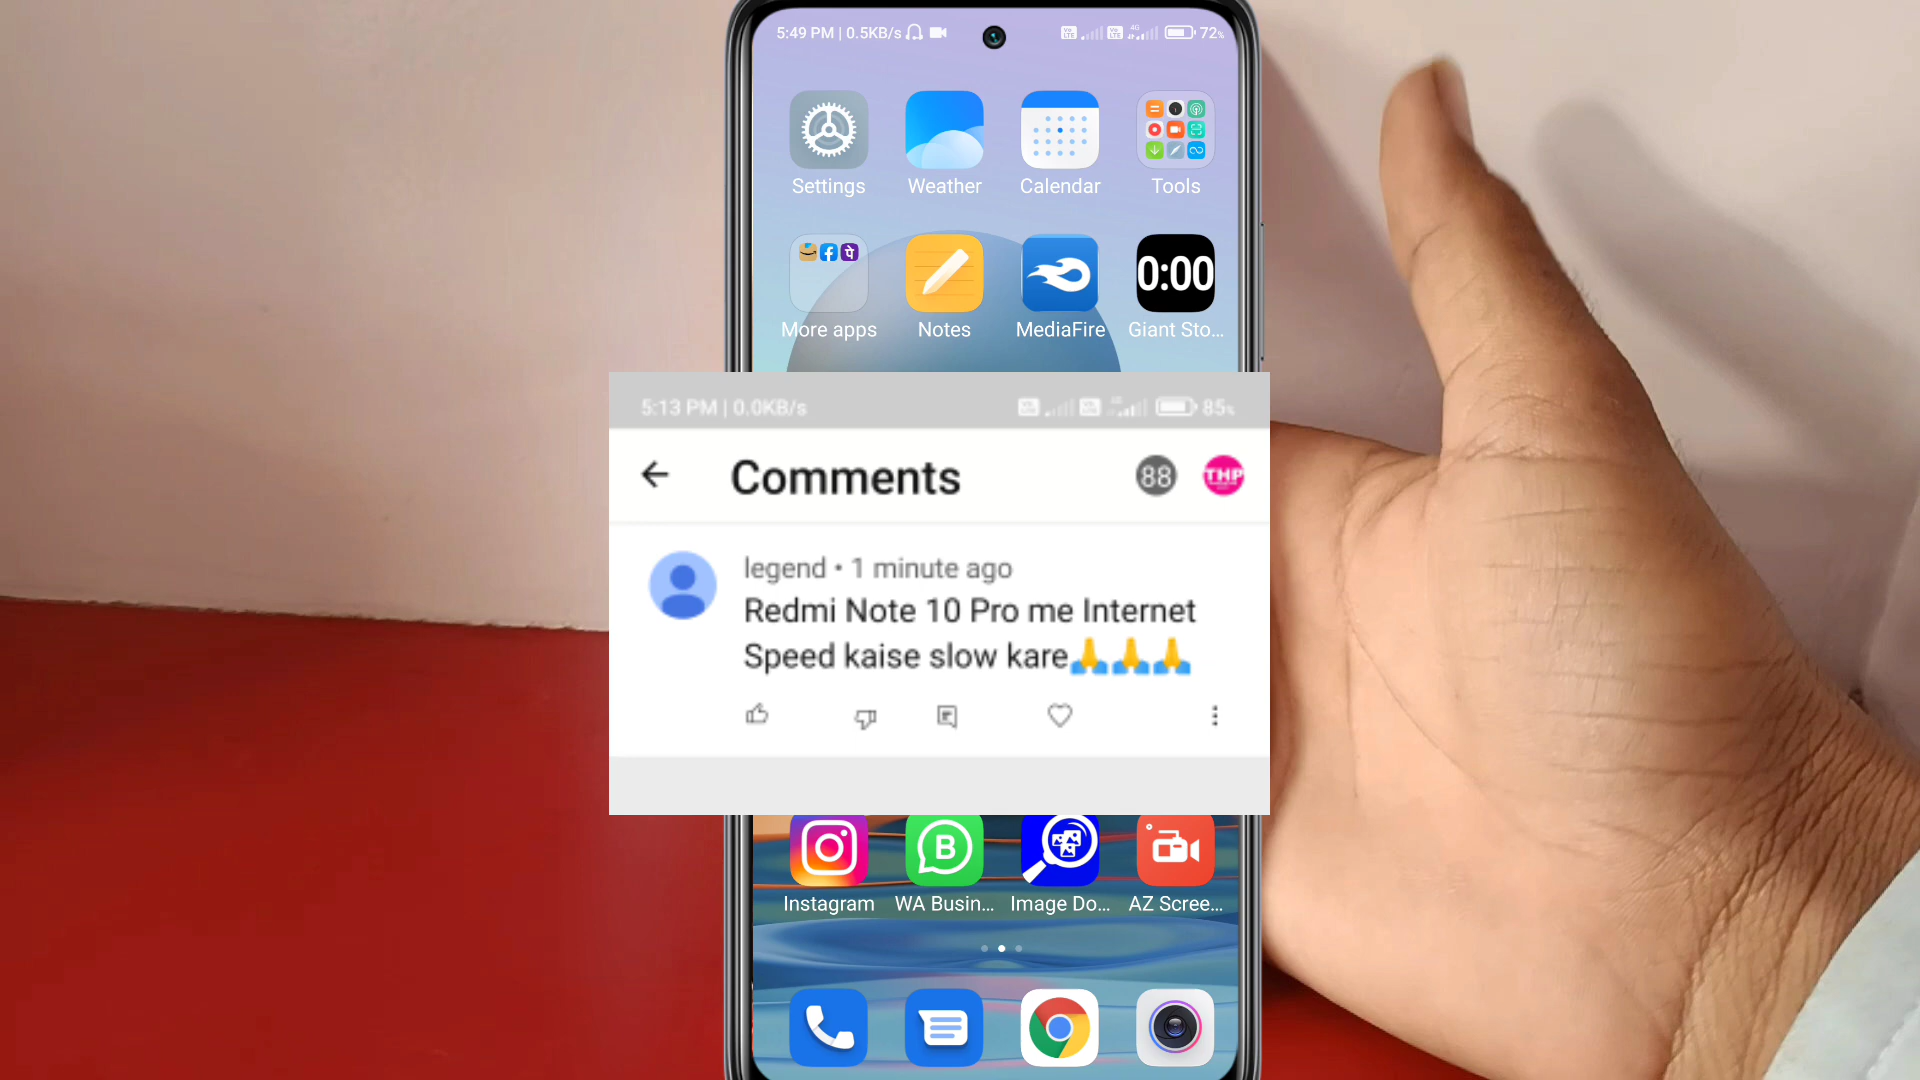 5:49 PM | 0.5KB/s
4G
72%
Settings
Weather
Calendar
Tools
More apps
Notes
MediaFire
0:00
Giant Sto...
5:13 PM | 0.0KB/s
85%
Comments
88
THP
legend • 1 minute ago
Redmi Note 10 Pro me Internet
Speed kaise slow kare🙏🙏🙏
Instagram
B
WA Busin...
Image Do...
AZ Scree...